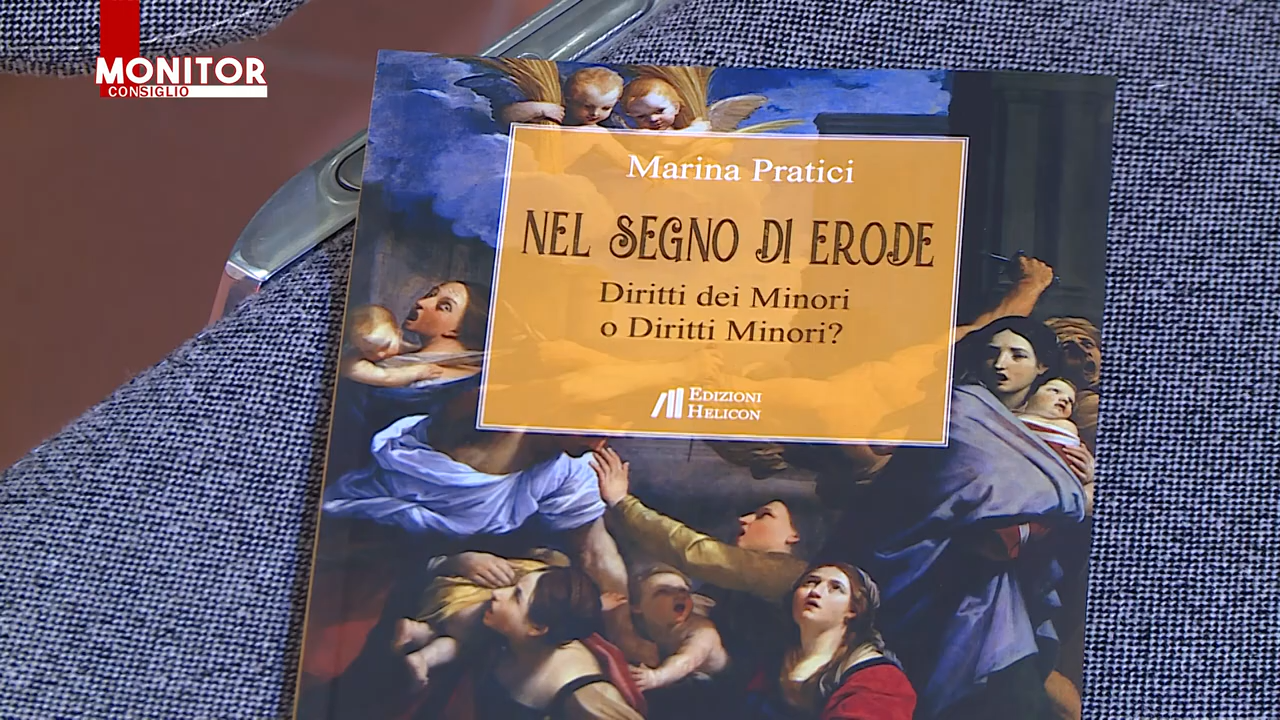 MONITOR
CONSIGLIO
Marina Pratici
NEL SEGNO DI ERODE
Diritti dei Minori
o Diritti Minori?
EDIZIONI
HELICON